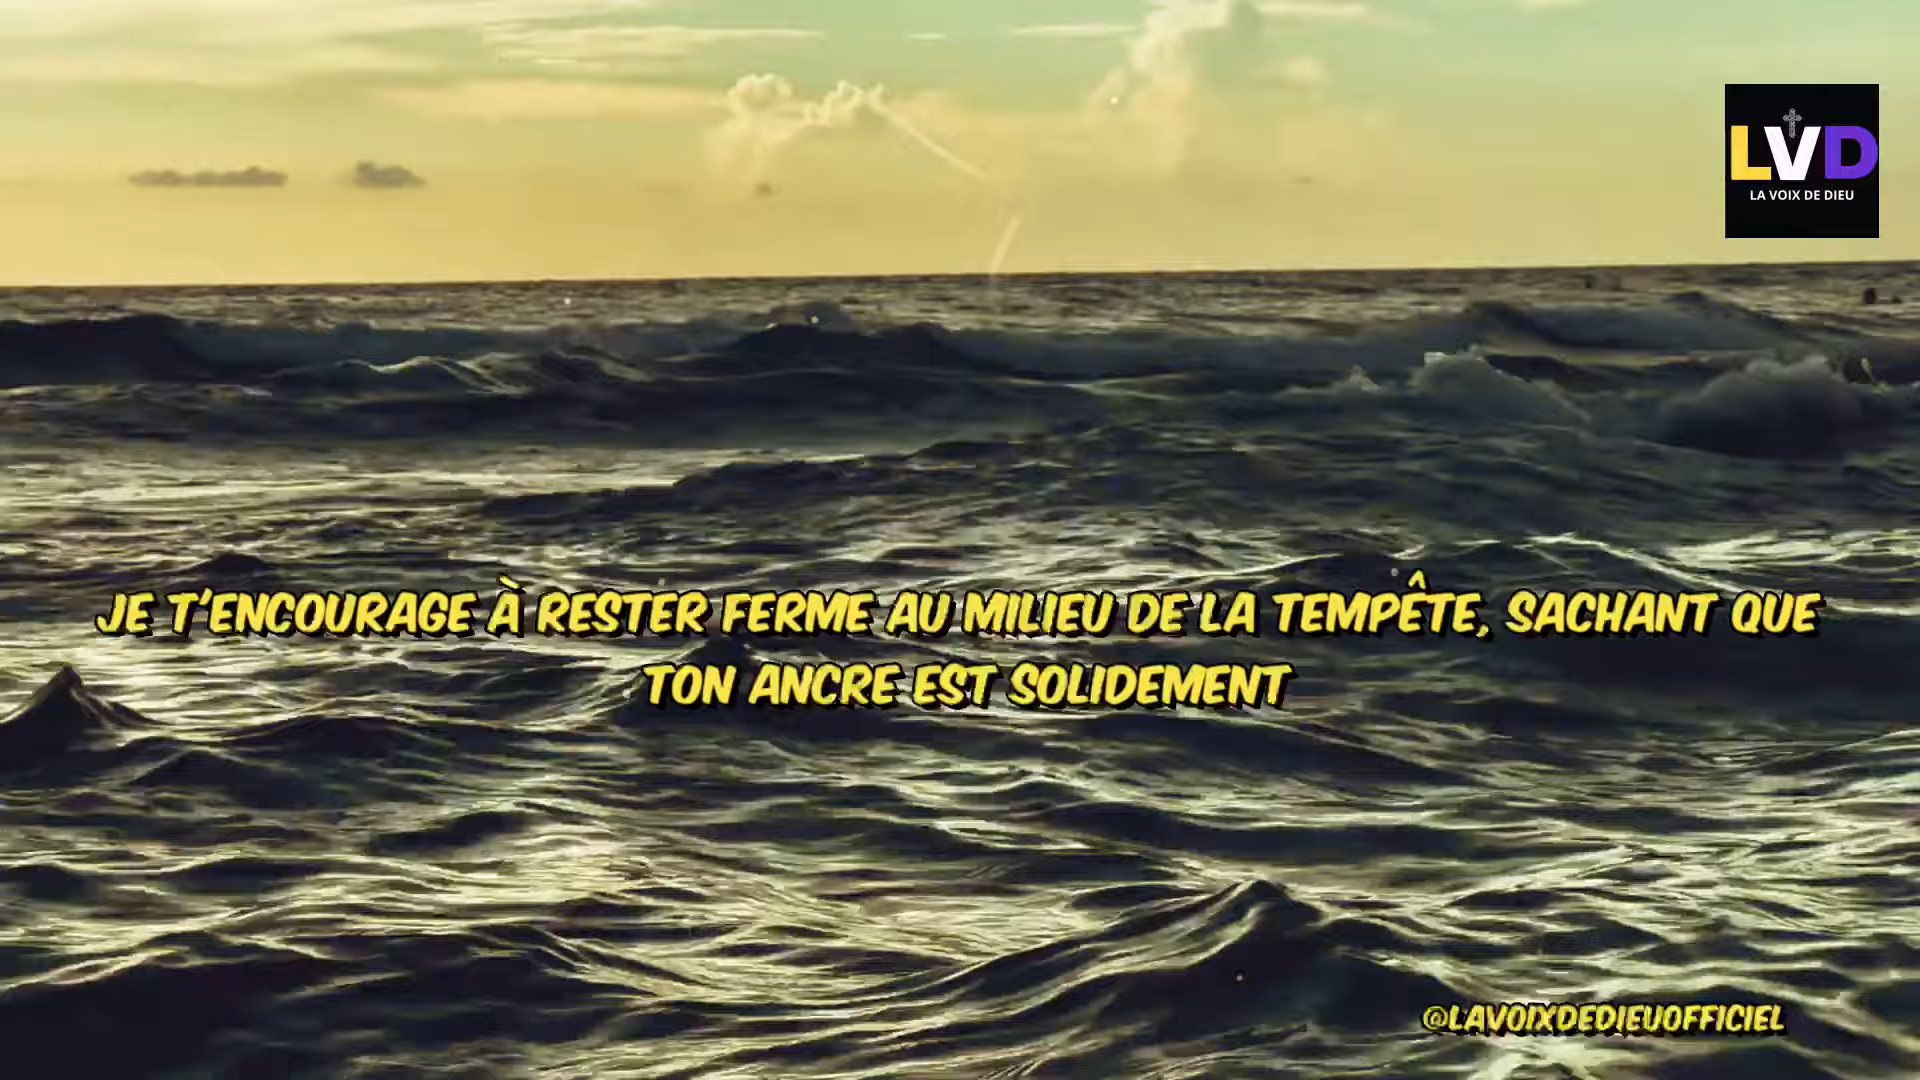 LVD
LA VOIX DE DIEU
JE T'ENCOURAGE À RESTER FERME AU MILIEU DE LA TEMPÊTE, SACHANT QUE
TON ANCRE EST SOLIDEMENT
@LAVOIXDEDIEUOFFICIEL